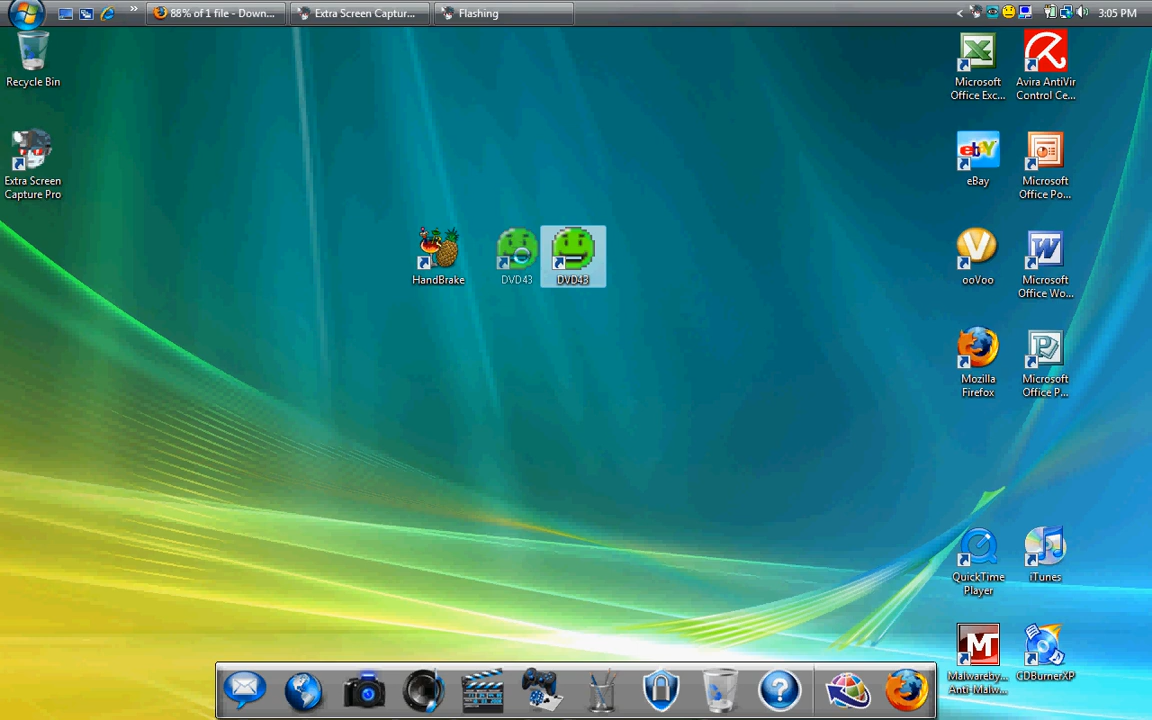 88% of 1 file - Down...
Extra Screen Captur...
Flashing
3:05 PM
Recycle Bin
Extra Screen
Capture Pro
HandBrake
DVD43
DVD43
Microsoft
Office Exc...
Avira AntiVir
Control Ce...
ebY
eBay
Microsoft
Office Po...
ooVoo
Microsoft
Office Wo...
Mozilla
Firefox
Microsoft
Office P...
QuickTime
Player
iTunes
Malwareby...
Anti-Malw...
CDBurnerXP